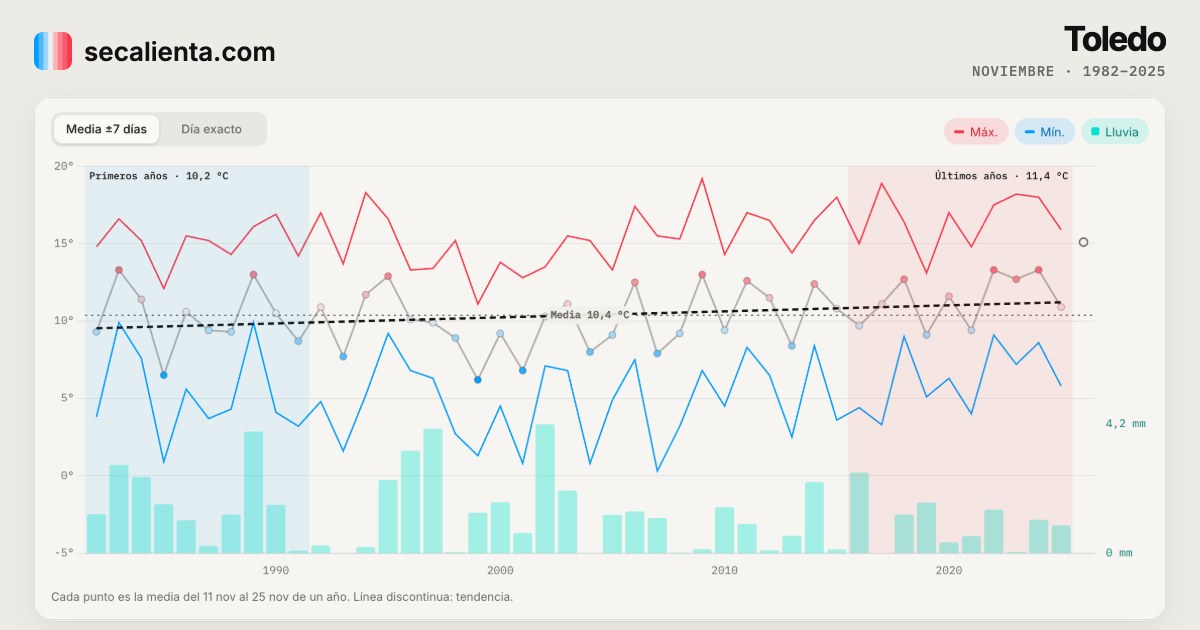 secalienta.com
Toledo
NOVIEMBRE · 1982–2025
Media ±7 días
Día exacto
Máx.
Mín.
Lluvia
20°
Primeros años · 10,2 °C
Últimos años · 11,4 °C
15°
10°
Media 10,4 °C
5°
4,2 mm
0°
-5°
0 mm
1990
2000
2010
2020
Cada punto es la media del 11 nov al 25 nov de un año. Línea discontinua: tendencia.